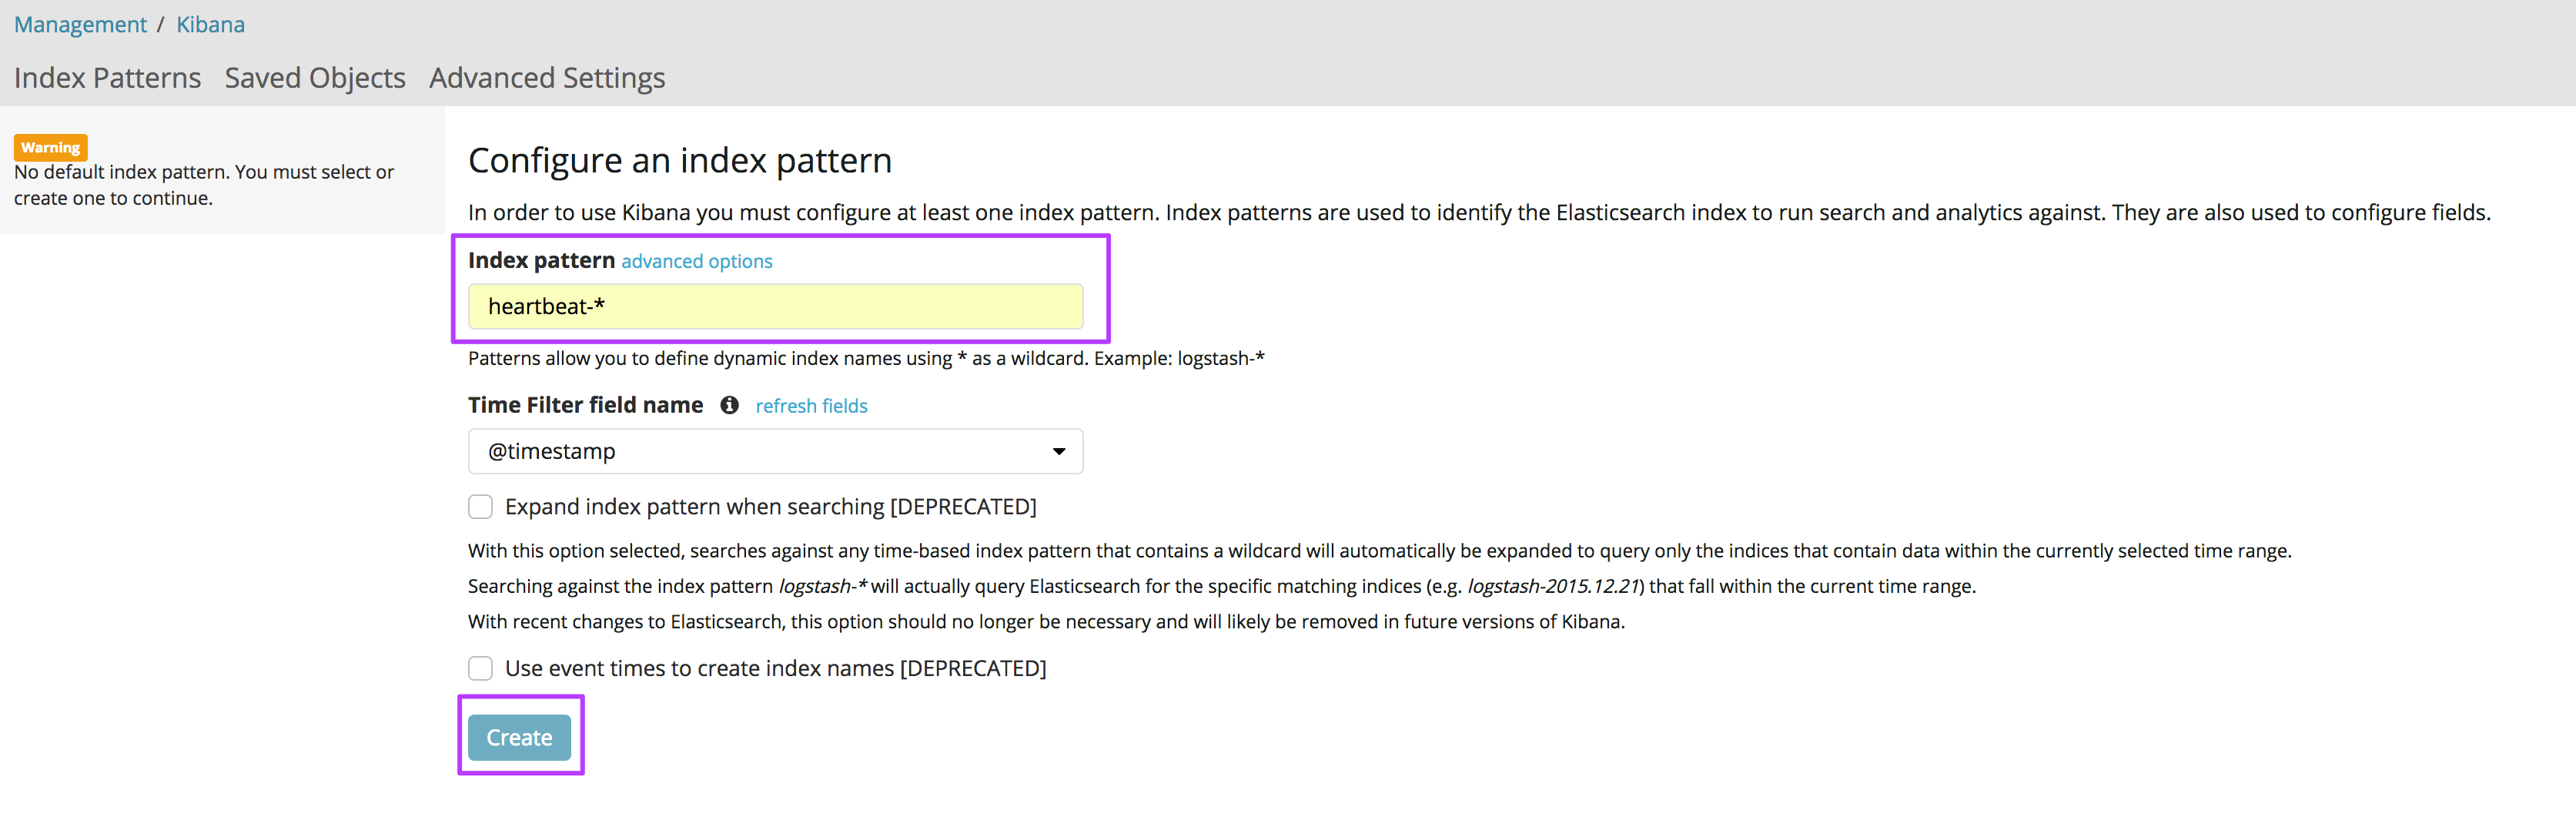 Management / Kibana
Index Patterns Saved Objects Advanced Settings
Warning
No default index pattern. You must select or
create one to continue.
Configure an index pattern
In order to use Kibana you must configure at least one index pattern. Index patterns are used to identify the Elasticsearch index to run search and analytics against. They are also used to configure fields.
Index pattern advanced options
heartbeat-*
Patterns allow you to define dynamic index names using * as a wildcard. Example: logstash-*
Time Filter field name refresh fields
@timestamp
Expand index pattern when searching [DEPRECATED]
With this option selected, searches against any time-based index pattern that contains a wildcard will automatically be expanded to query only the indices that contain data within the currently selected time range.
Searching against the index pattern logstash-* will actually query Elasticsearch for the specific matching indices (e.g. logstash-2015.12.21) that fall within the current time range.
With recent changes to Elasticsearch, this option should no longer be necessary and will likely be removed in future versions of Kibana.
Use event times to create index names [DEPRECATED]
Create